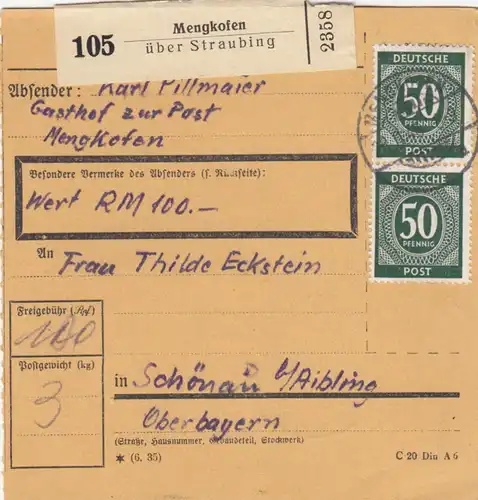 105
Mengkofen
über Straubing
2358
Absender: Karl Pillmaier
Gasthof zur Post
Mengkofen
Besondere Vermerke des Absenders (s. Rückseite):
Wert RM 100.-
An Frau Thilde Eckstein
DEUTSCHE
50
PFENNIG
POST
DEUTSCHE
50
PFENNIG
POST
Freigebühr (Rpf)
100
Postgewicht (kg)
3
in Schönau b/Aibling
Oberbayern
(Straße, Hausnummer, Gebäudeteil, Stockwerk)
* (6. 35)
C 20 Din A 6